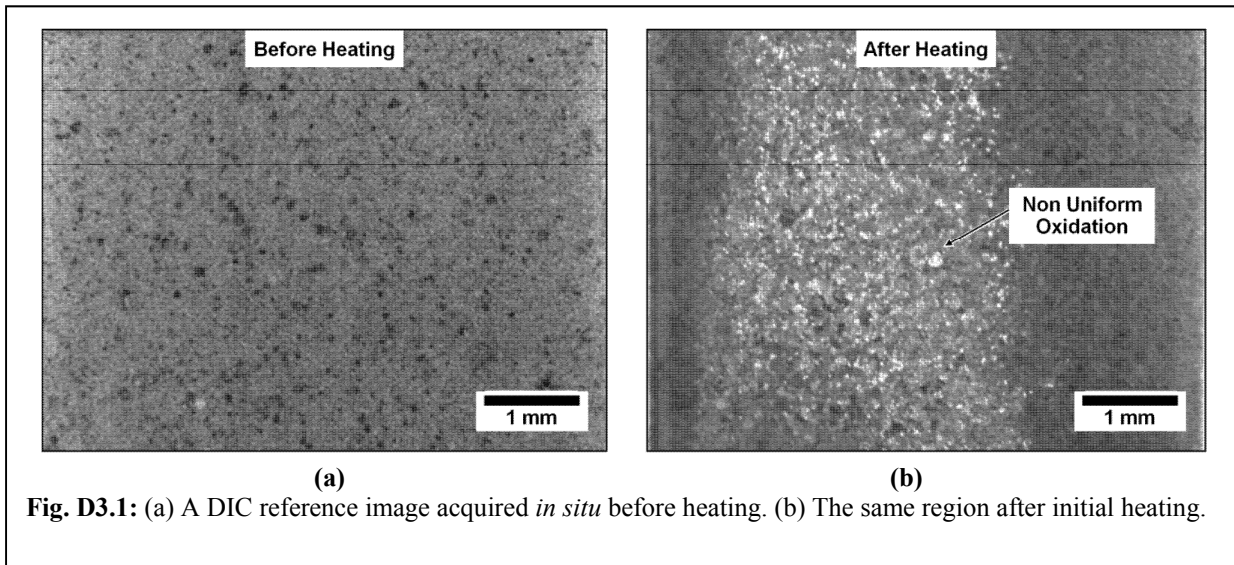 Before Heating
1 mm
After Heating
Non Uniform
Oxidation
1 mm
(a)
(b)
Fig. D3.1: (a) A DIC reference image acquired in situ before heating. (b) The same region after initial heating.